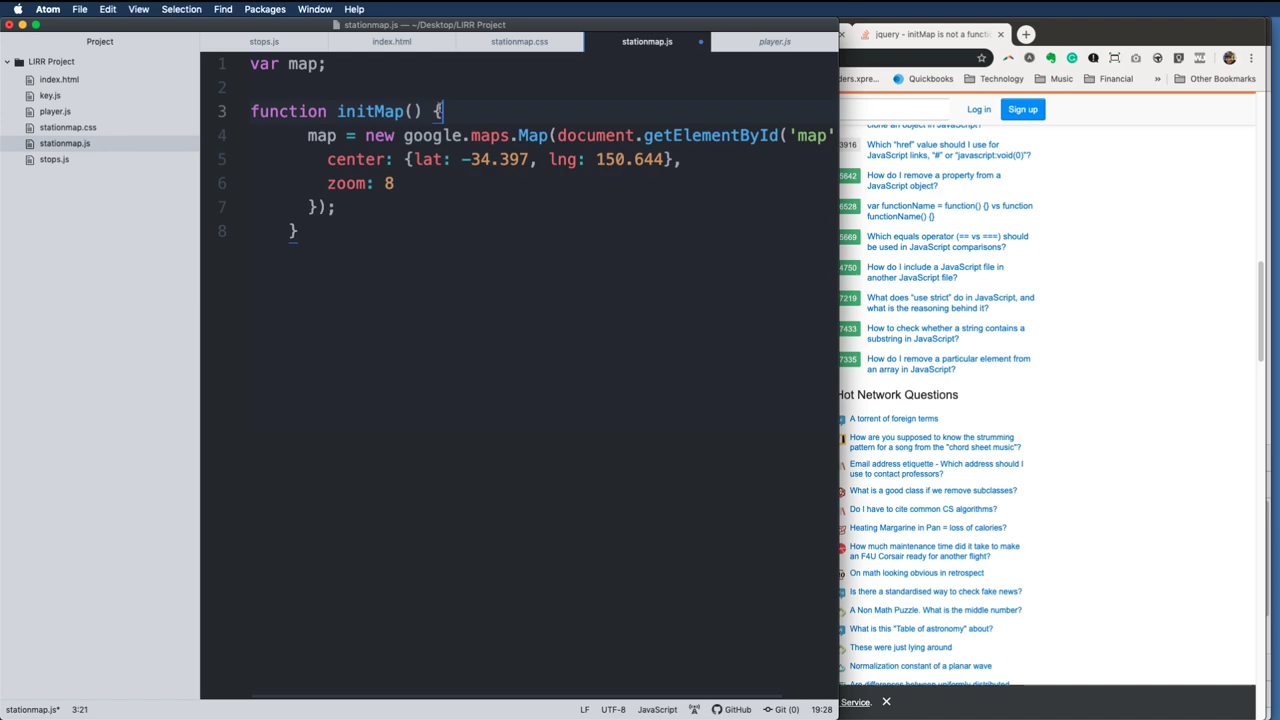 Atom File Edit View Selection Find Packages Window Help
stationmap.js — ~/Desktop/LIRR Project
Project
LIRR Project
index.html
key.js
player.js
stationmap.css
stationmap.js
stops.js
stops.js index.html stationmap.css stationmap.js player.js
1 var map;
2
3 function initMap() {
4 map = new google.maps.Map(document.getElementById('map'
5 center: {lat: -34.397, lng: 150.644},
6 zoom: 8
7 });
8 }
stationmap.js* 3:21 LF UTF-8 JavaScript GitHub Git (0) 19:28
jquery - initMap is not a functi
ders.xpre... Quickbooks Technology Music Financial » Other Bookmarks
Log in Sign up
clone an object in JavaScript?
3916 Which “href” value should I use for
JavaScript links, “#” or “javascript:void(0)”?
5642 How do I remove a property from a
JavaScript object?
6528 var functionName = function() {} vs function
functionName() {}
5669 Which equals operator (== vs ===) should
be used in JavaScript comparisons?
4750 How do I include a JavaScript file in
another JavaScript file?
7219 What does “use strict” do in JavaScript, and
what is the reasoning behind it?
7433 How to check whether a string contains a
substring in JavaScript?
7335 How do I remove a particular element from
an array in JavaScript?
Hot Network Questions
A torrent of foreign terms
How are you supposed to know the strumming
pattern for a song from the "chord sheet music"?
Email address etiquette - Which address should I
use to contact professors?
What is a good class if we remove subclasses?
Do I have to cite common CS algorithms?
Heating Margarine in Pan = loss of calories?
How much maintenance time did it take to make
an F4U Corsair ready for another flight?
On math looking obvious in retrospect
Is there a standardised way to check fake news?
A Non Math Puzzle. What is the middle number?
What is this "Table of astronomy" about?
These were just lying around
Normalization constant of a planar wave
Are differences between uniformly distributed
Service.